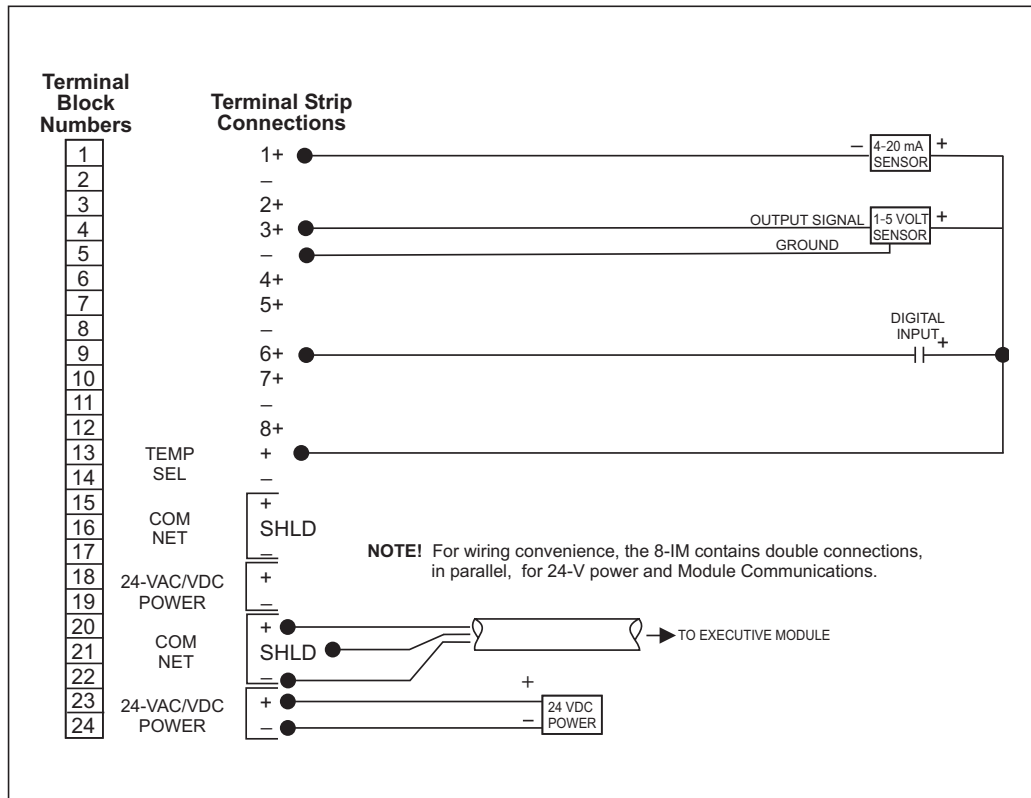 Terminal
Block
Numbers
Terminal Strip
Connections
1 1+ – 4-20 mA +
SENSOR
2 –
3 2+
4 3+ OUTPUT SIGNAL 1-5 VOLT +
SENSOR
5 – GROUND
6 4+
7 5+
8 –
DIGITAL
INPUT +
9 6+
10 7+
11 –
12 8+
13 TEMP +
14 SEL –
15 +
16 COM SHLD
17 NET –
NOTE! For wiring convenience, the 8-IM contains double connections,
in parallel, for 24-V power and Module Communications.
18 24-VAC/VDC +
19 POWER –
20 +
21 COM SHLD
22 NET –
TO EXECUTIVE MODULE
23 24-VAC/VDC + + 24 VDC
24 POWER – – POWER